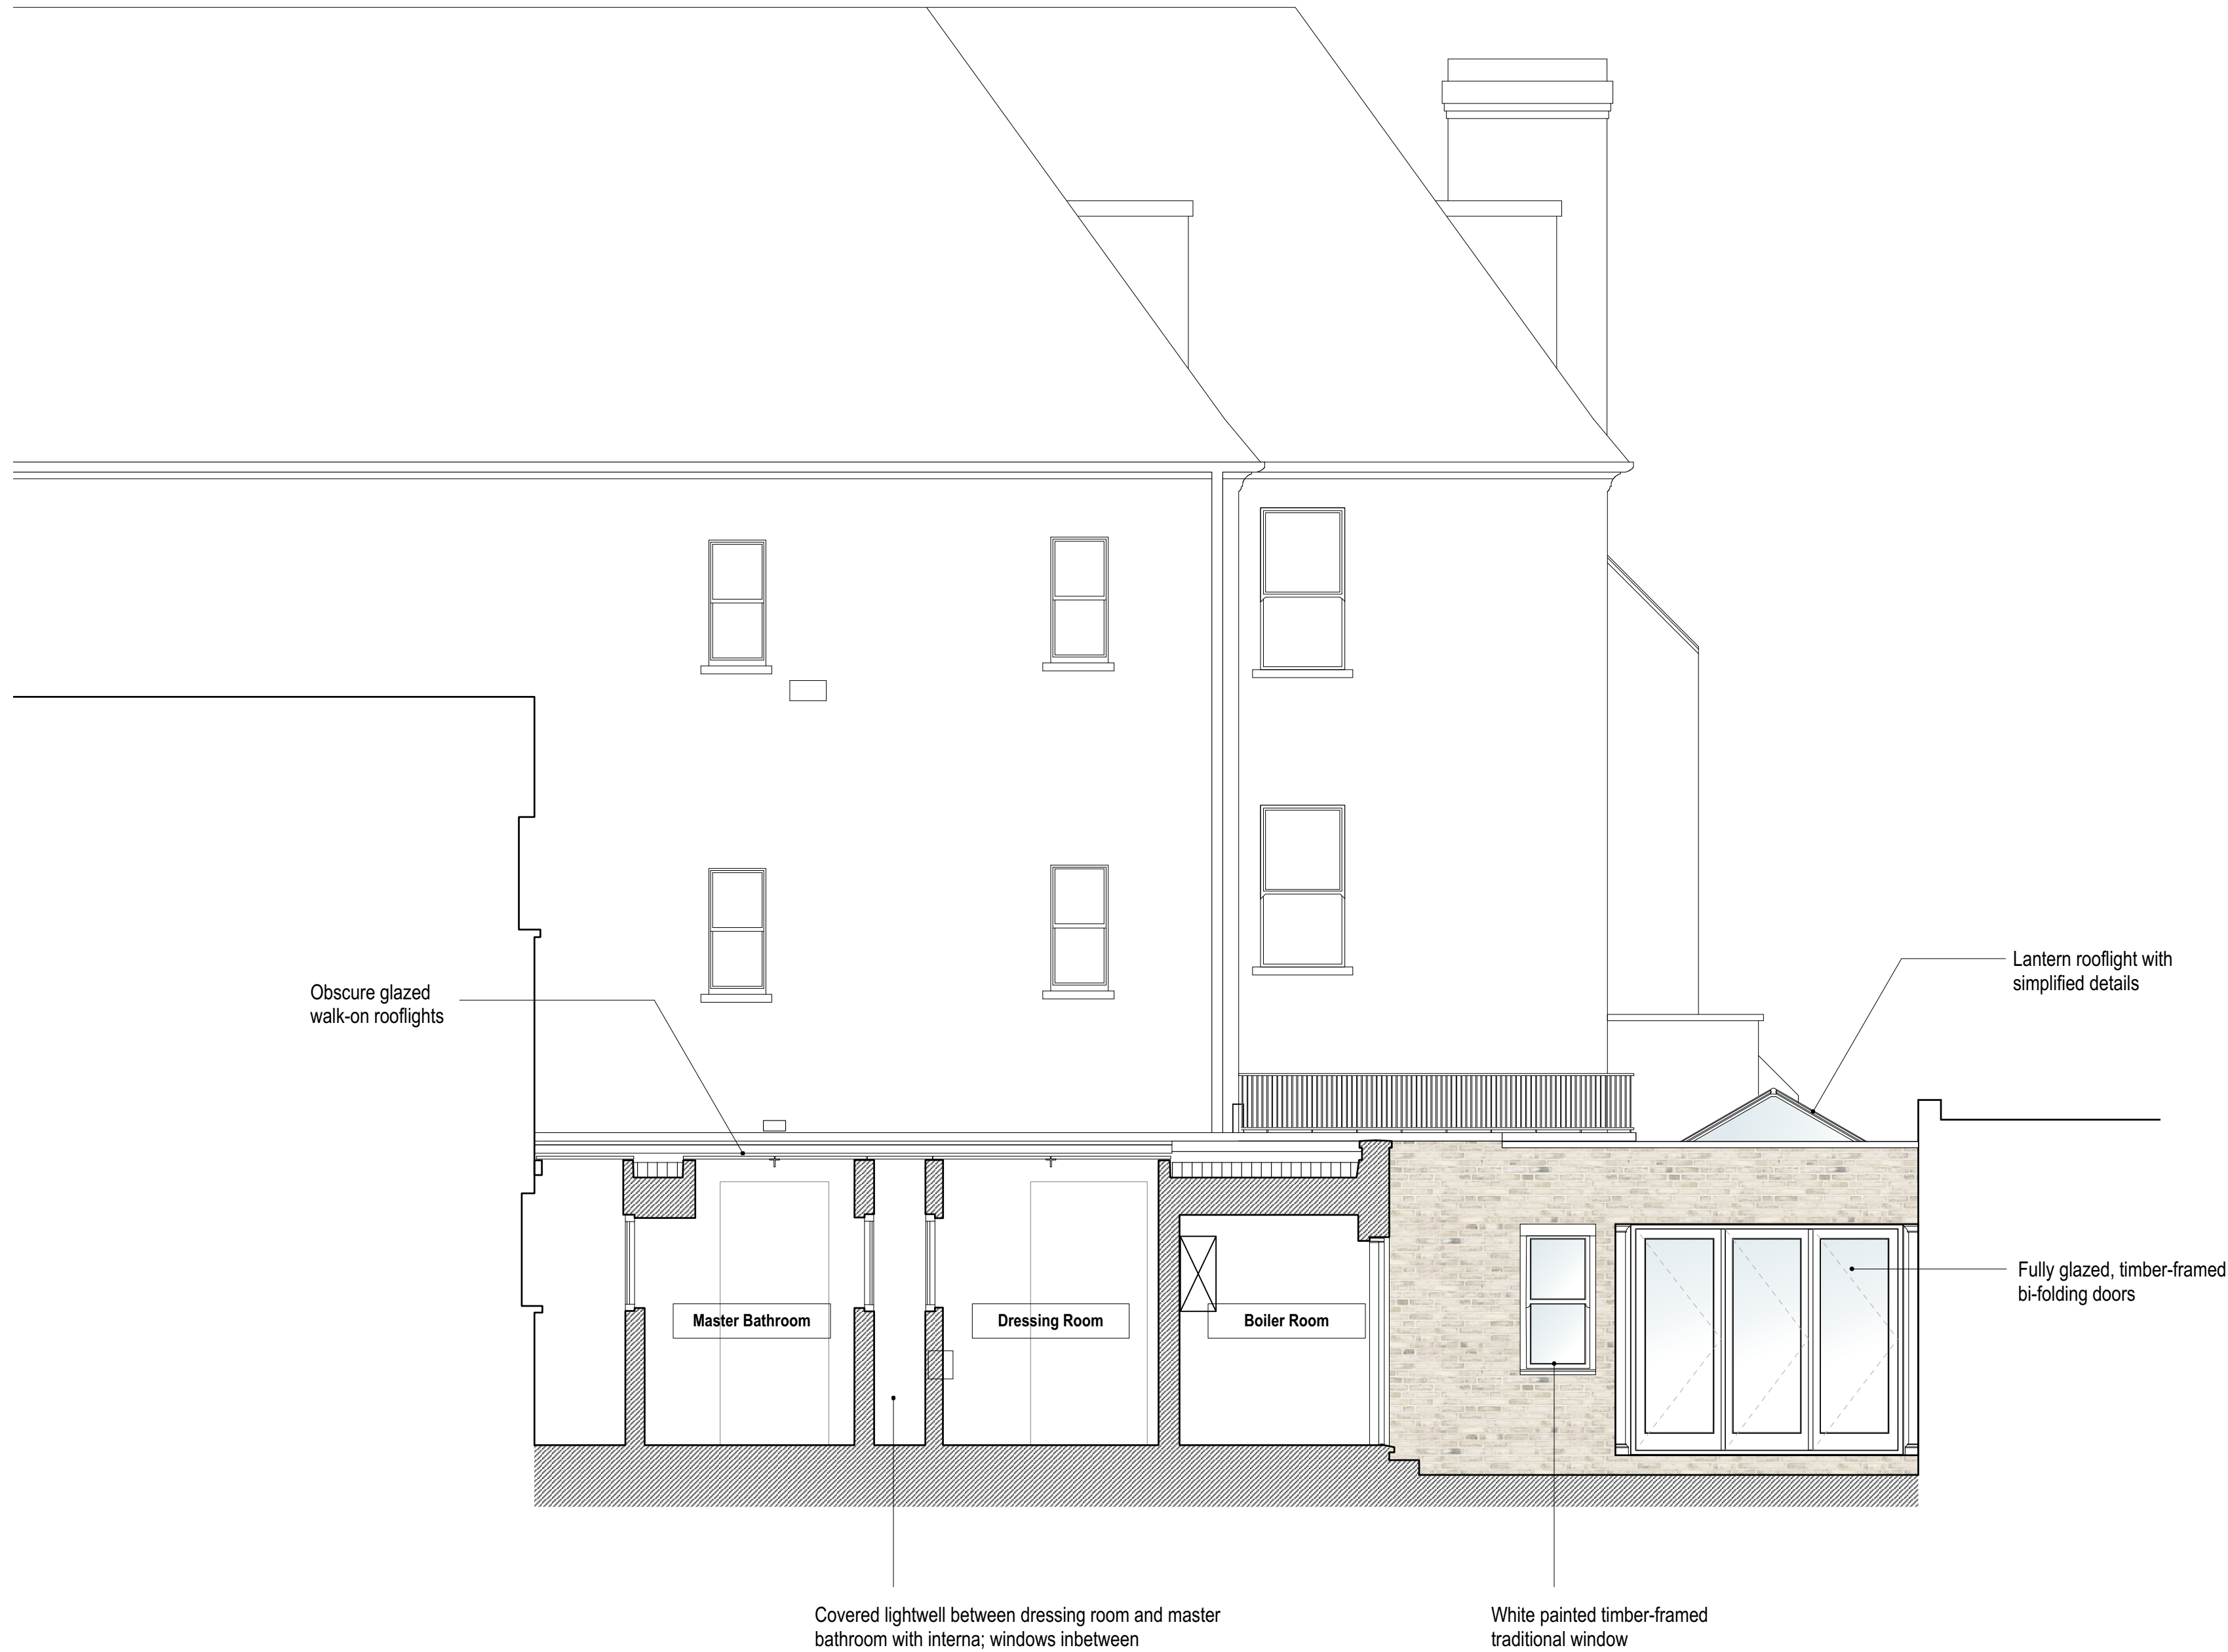 Lantern rooflight with
simplified details
Obscure glazed
walk-on rooflights
Fully glazed, timber-framed
bi-folding doors
Master Bathroom
Dressing Room
Boiler Room
Covered lightwell between dressing room and master
bathroom with interna; windows inbetween
White painted timber-framed
traditional window